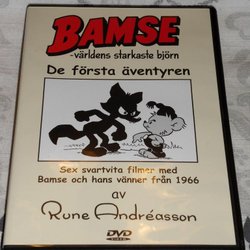 BAMSE
-världens starkaste björn
De första äventyren
Sex svartvita filmer med
Bamse och hans vänner från 1966
av
Rune Andréasson
DVD
VIDEO